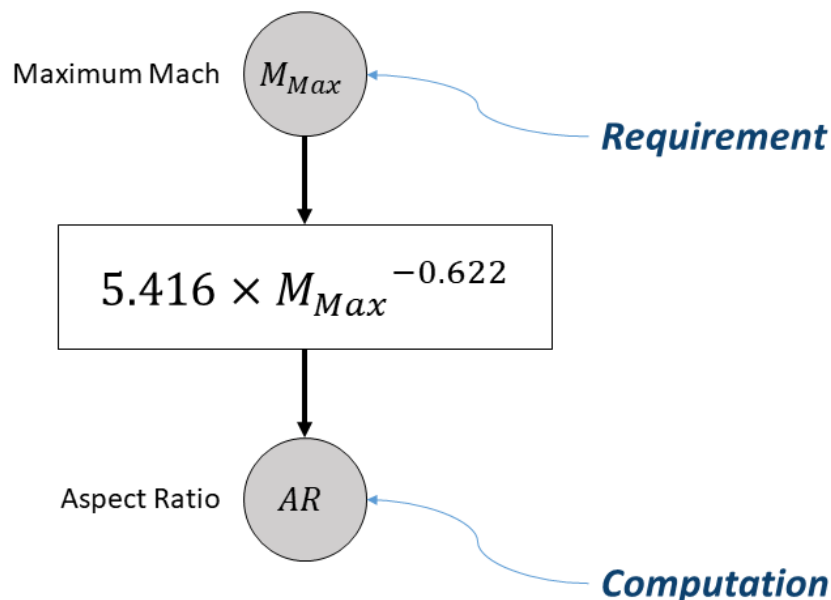 Maximum Mach
M_Max
Requirement
5.416 × M_Max^−0.622
Aspect Ratio
AR
Computation